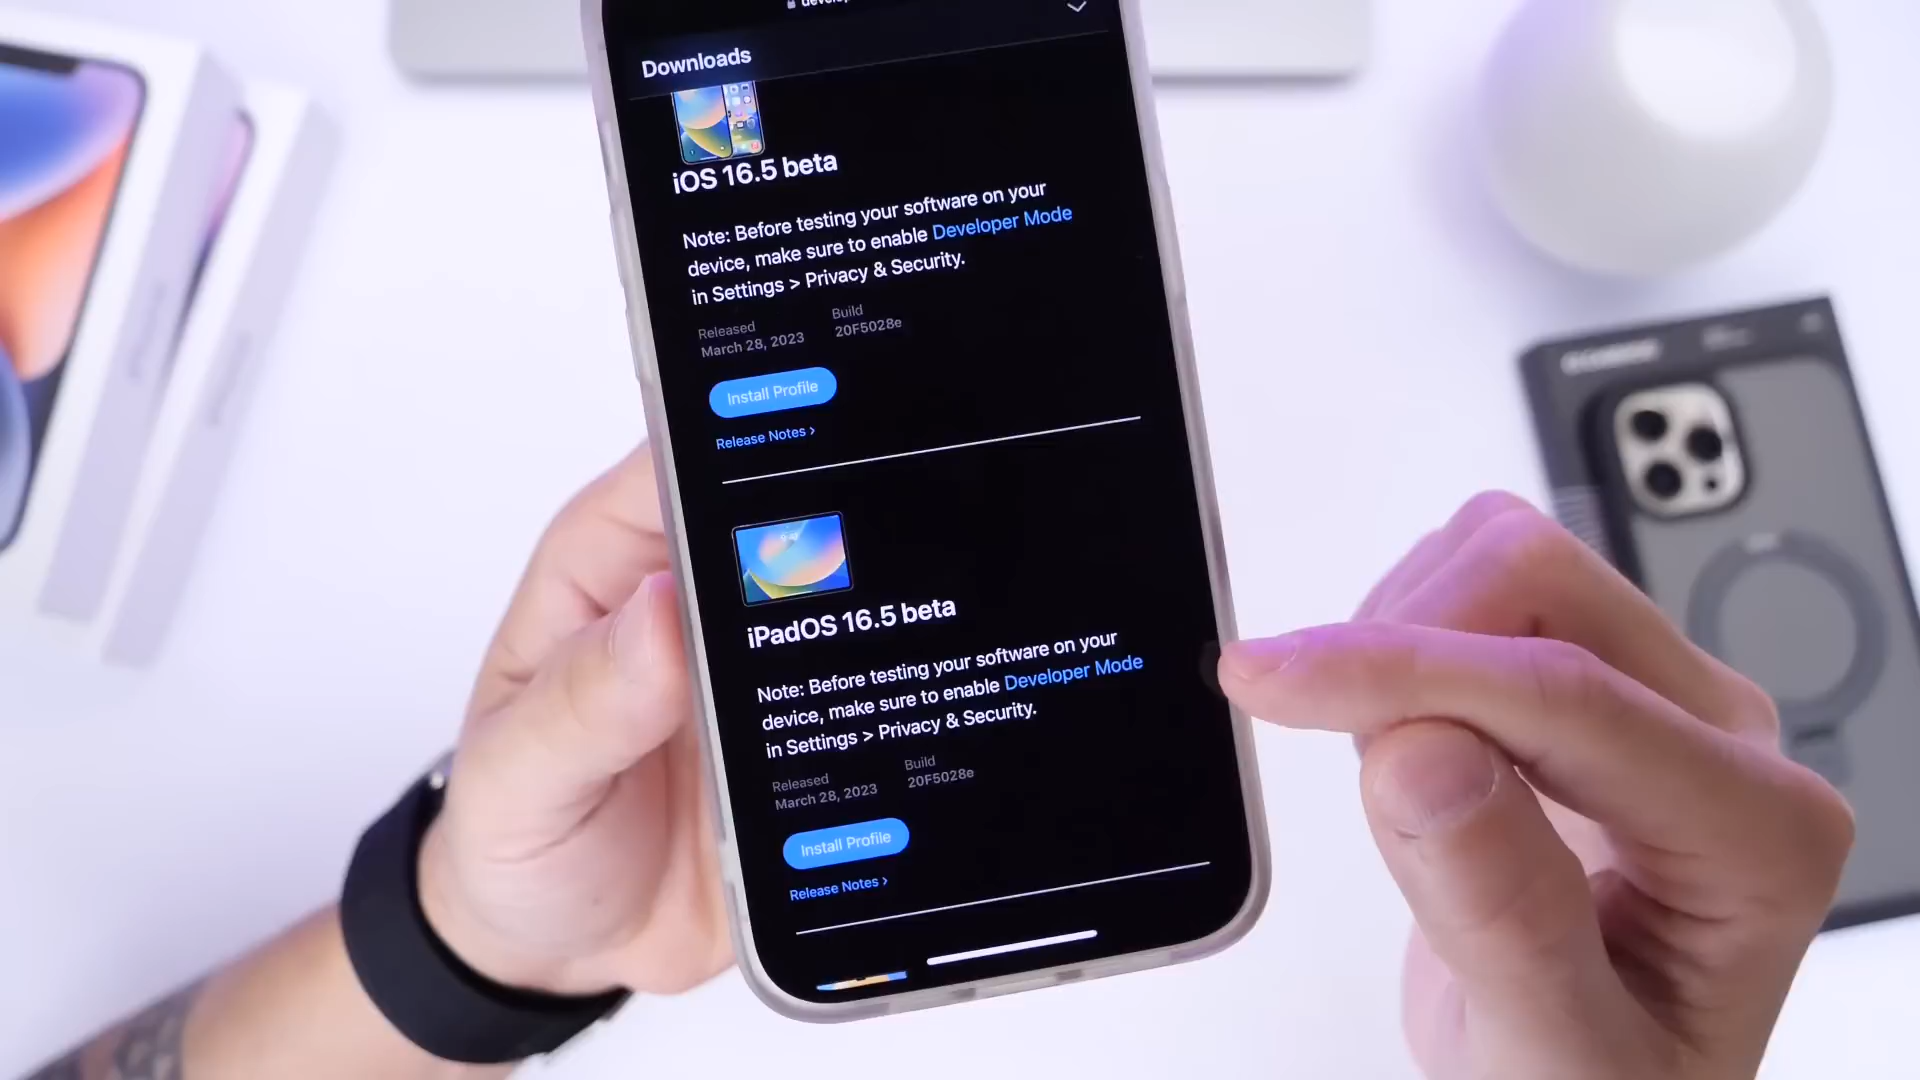 Downloads
iOS 16.5 beta
Note: Before testing your software on your
device, make sure to enable Developer Mode
in Settings > Privacy & Security.
Released
March 28, 2023
Build
20F5028e
Install Profile
Release Notes >
iPadOS 16.5 beta
Note: Before testing your software on your
device, make sure to enable Developer Mode
in Settings > Privacy & Security.
Released
March 28, 2023
Build
20F5028e
Install Profile
Release Notes >